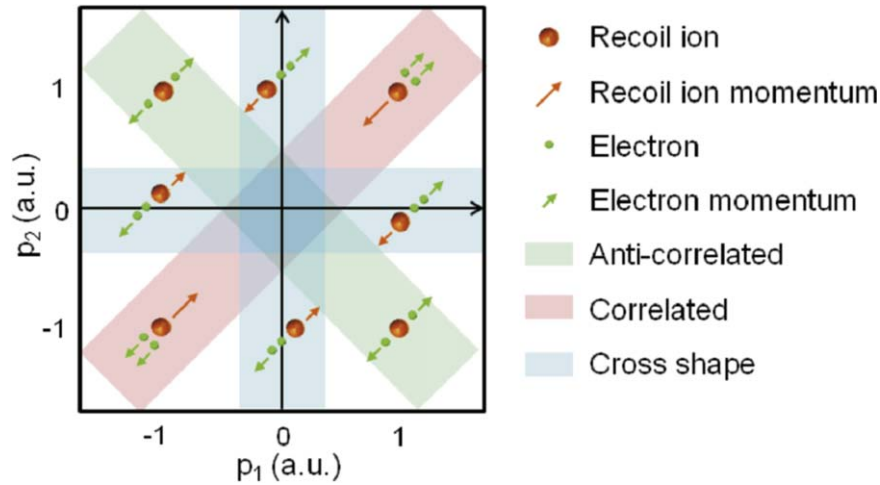 Recoil ion
Recoil ion momentum
Electron
Electron momentum
Anti-correlated
Correlated
Cross shape
p₂ (a.u.)
1
0
-1
-1
0
1
p₁ (a.u.)